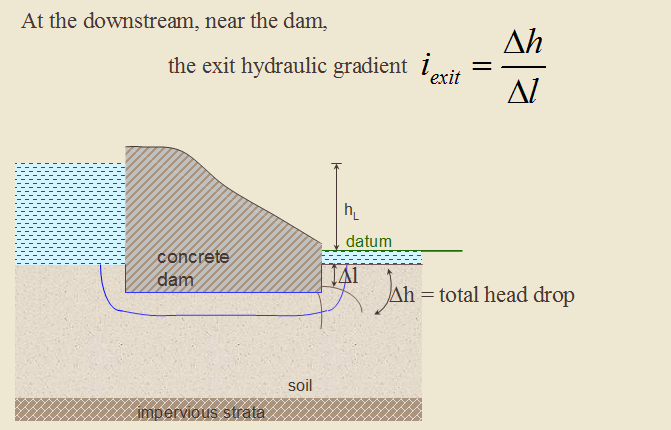 At the downstream, near the dam,
the exit hydraulic gradient i_exit = Δh/Δl
h_L
datum
concrete
dam
Δl
Δh = total head drop
soil
impervious strata